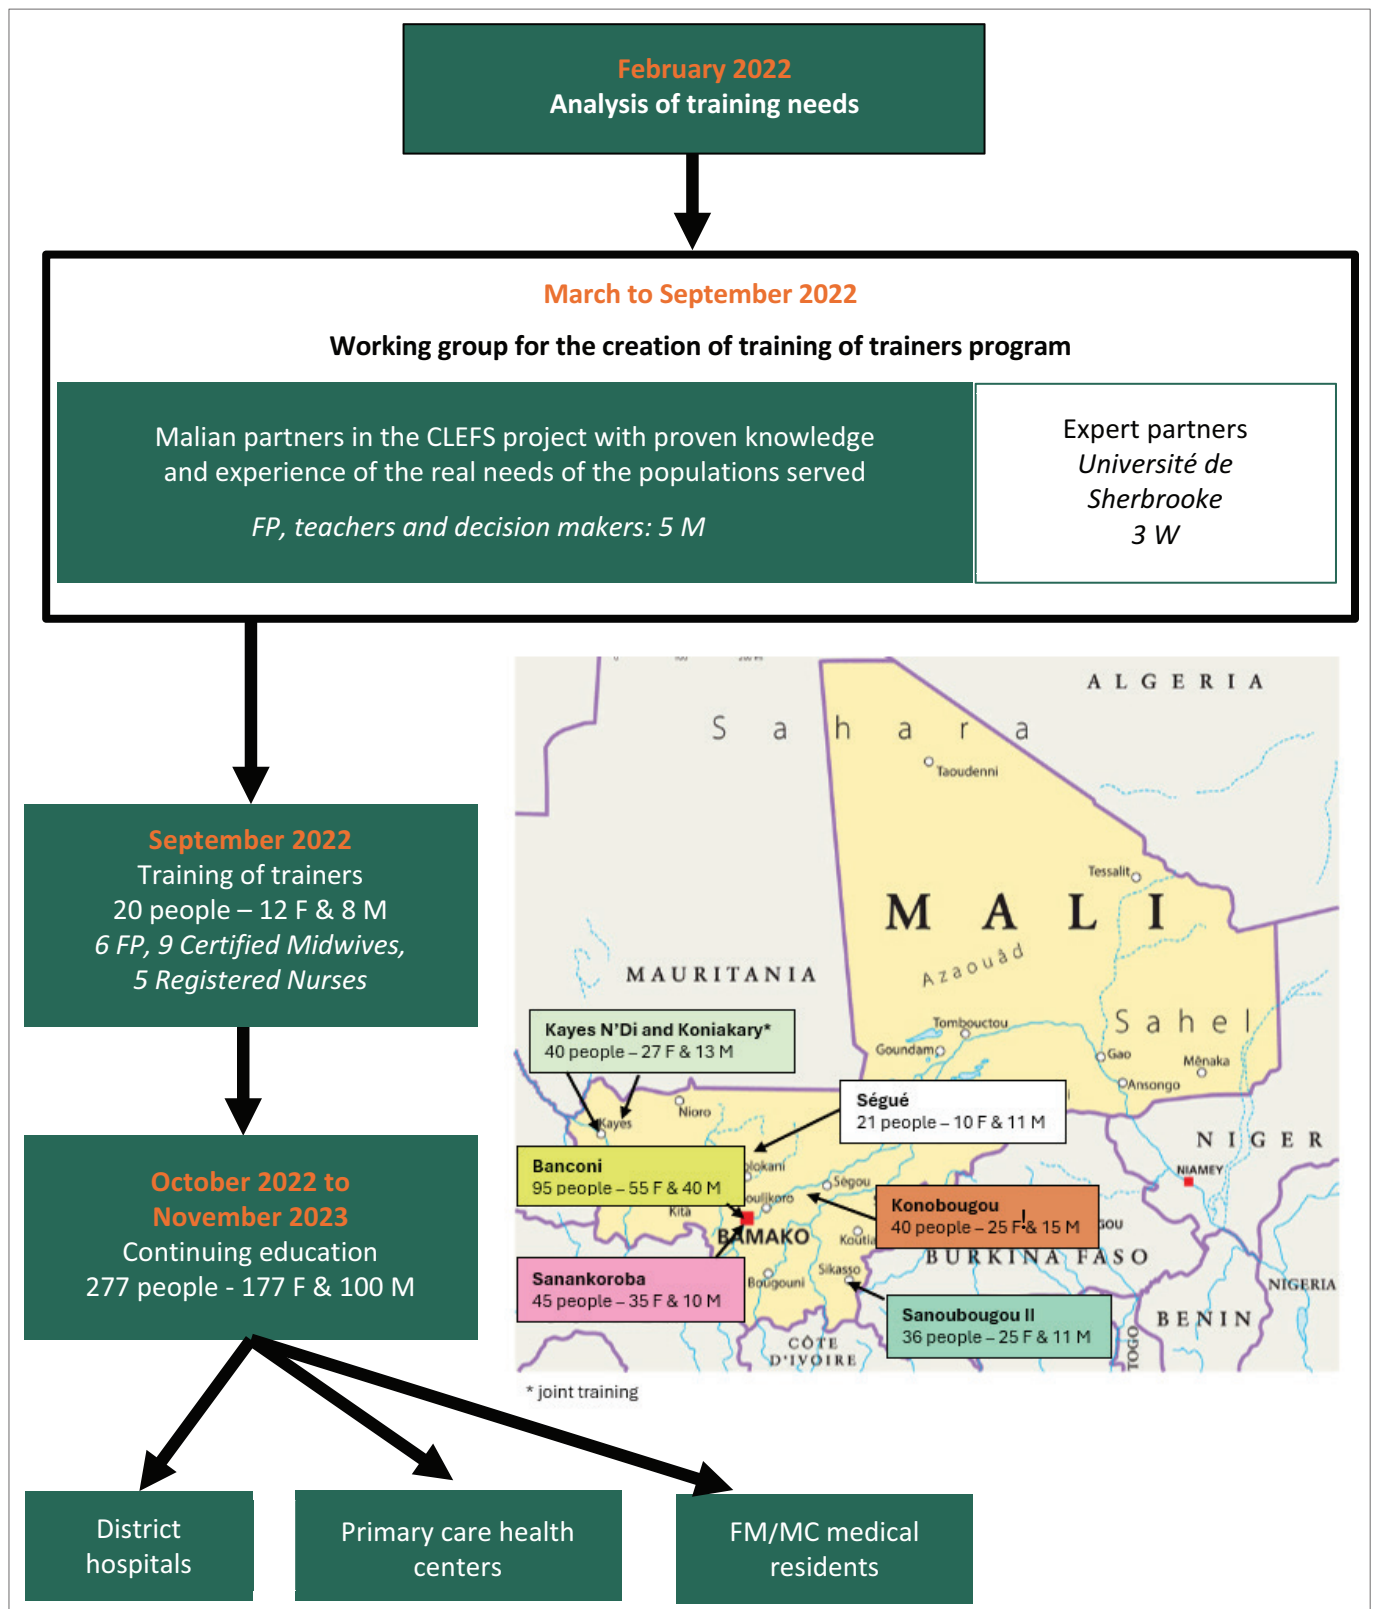 February 2022
Analysis of training needs
March to September 2022
Working group for the creation of training of trainers program
Malian partners in the CLEFS project with proven knowledge
and experience of the real needs of the populations served
FP, teachers and decision makers: 5 M
Expert partners
Université de
Sherbrooke
3 W
September 2022
Training of trainers
20 people – 12 F & 8 M
6 FP, 9 Certified Midwives,
5 Registered Nurses
October 2022 to
November 2023
Continuing education
277 people - 177 F & 100 M
District
hospitals
Primary care health
centers
FM/MC medical
residents
ALGERIA
Sahara
Taoudenni
Tessalit
MALI
Azaouâd
MAURITANIA
Sahel
Tombouctou
Goundam
Gao
Ménaka
Ansongo
Kayes N'Di and Koniakary*
40 people – 27 F & 13 M
Kayes
Nioro
Ségué
21 people – 10 F & 11 M
NIGER
NIAMEY
Banconi
95 people – 55 F & 40 M
olokani
oulikoro
Ségou
Kita
BAMAKO
Koutia
Konobougou
40 people – 25 F & 15 M
!
GOU
BURKINA FASO
Sanankoroba
45 people – 35 F & 10 M
Bougouni
Sikasso
Sanoubougou II
36 people – 25 F & 11 M
NIGERIA
BENIN
TOGO
CÔTE
D'IVOIRE
* joint training